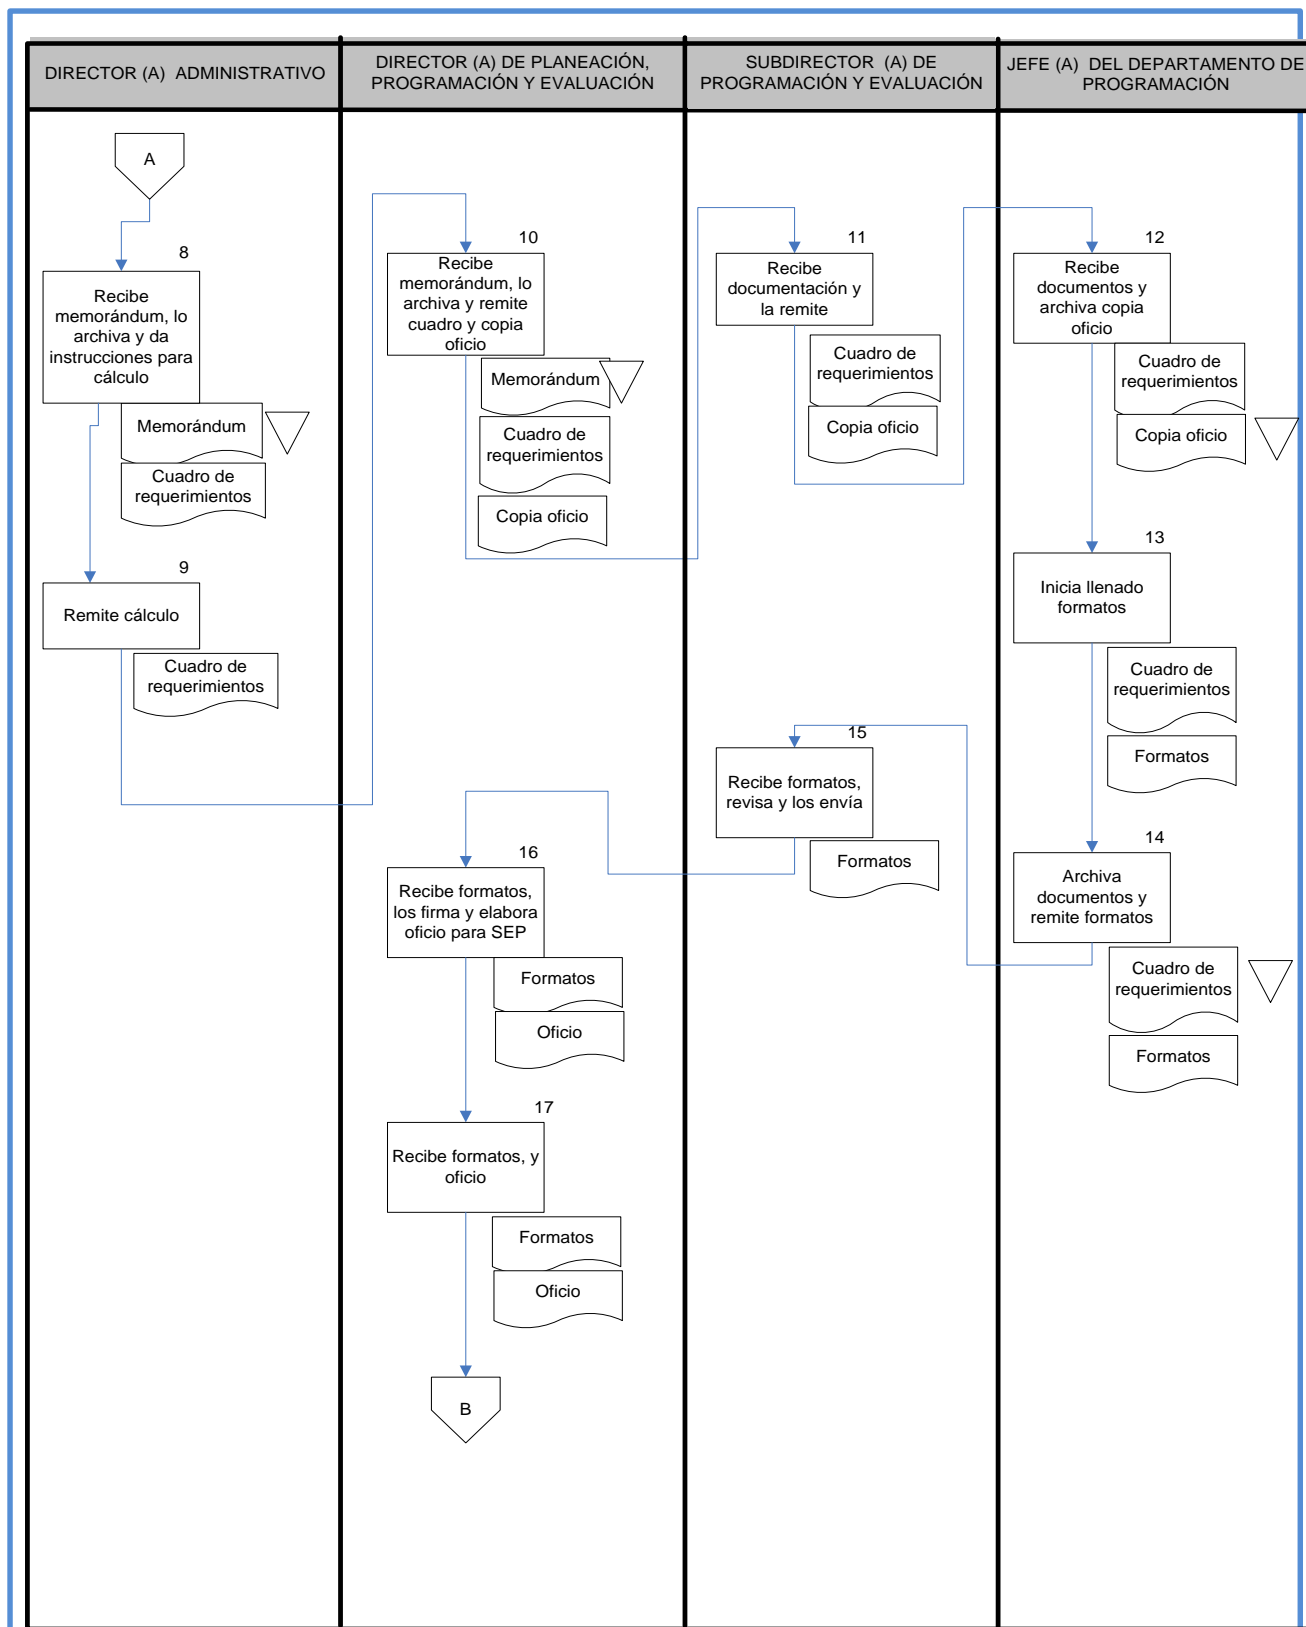 DIRECTOR (A) ADMINISTRATIVO
DIRECTOR (A) DE PLANEACIÓN,
PROGRAMACIÓN Y EVALUACIÓN
SUBDIRECTOR (A) DE
PROGRAMACIÓN Y EVALUACIÓN
JEFE (A) DEL DEPARTAMENTO DE
PROGRAMACIÓN
A
8
Recibe
memorándum, lo
archiva y da
instrucciones para
cálculo
Memorándum
Cuadro de
requerimientos
9
Remite cálculo
Cuadro de
requerimientos
10
Recibe
memorándum, lo
archiva y remite
cuadro y copia
oficio
Memorándum
Cuadro de
requerimientos
Copia oficio
11
Recibe
documentación y
la remite
Cuadro de
requerimientos
Copia oficio
12
Recibe
documentos y
archiva copia
oficio
Cuadro de
requerimientos
Copia oficio
13
Inicia llenado
formatos
Cuadro de
requerimientos
Formatos
14
Archiva
documentos y
remite formatos
Cuadro de
requerimientos
Formatos
15
Recibe formatos,
revisa y los envía
Formatos
16
Recibe formatos,
los firma y elabora
oficio para SEP
Formatos
Oficio
17
Recibe formatos, y
oficio
Formatos
Oficio
B